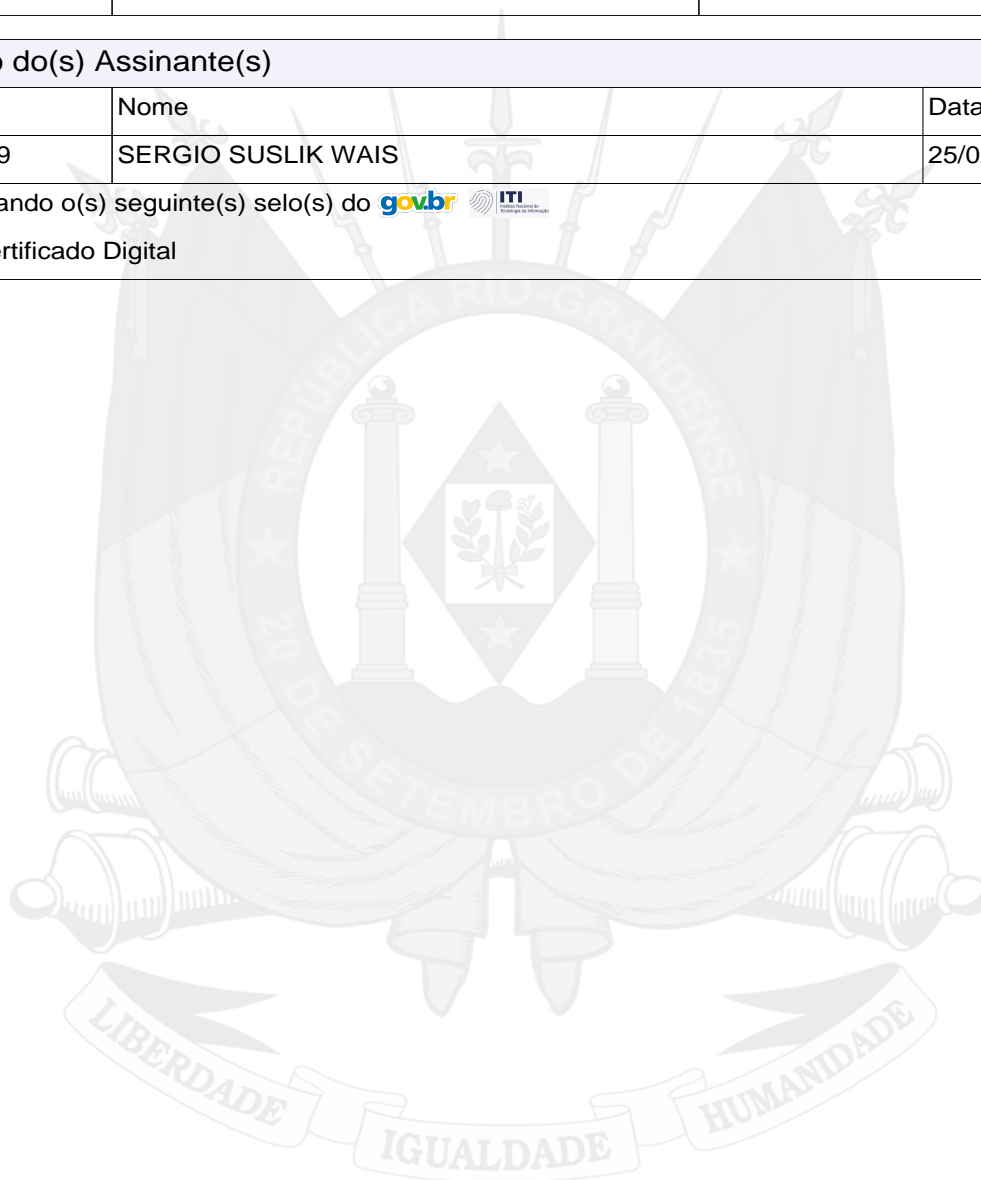 o do(s) Assinante(s)
Nome Data
9 SERGIO SUSLIK WAIS 25/0
ando o(s) seguinte(s) selo(s) do gov.br ITI
rtificado Digital
REPÚBLICA RIO-GRANDENSE
20 DE SETEMBRO DE 1835
LIBERDADE IGUALDADE HUMANIDADE